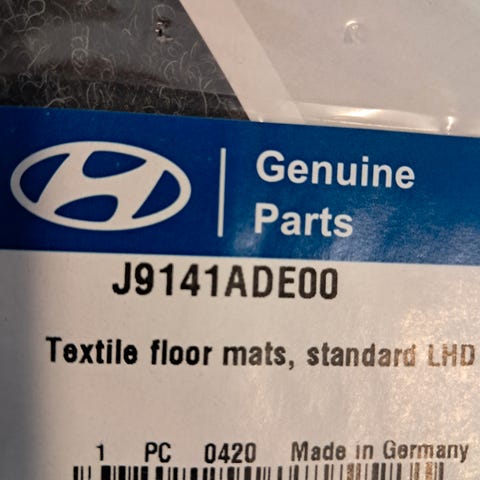 Genuine
Parts
J9141ADE00
Textile floor mats, standard LHD
1 PC 0420 Made in Germany